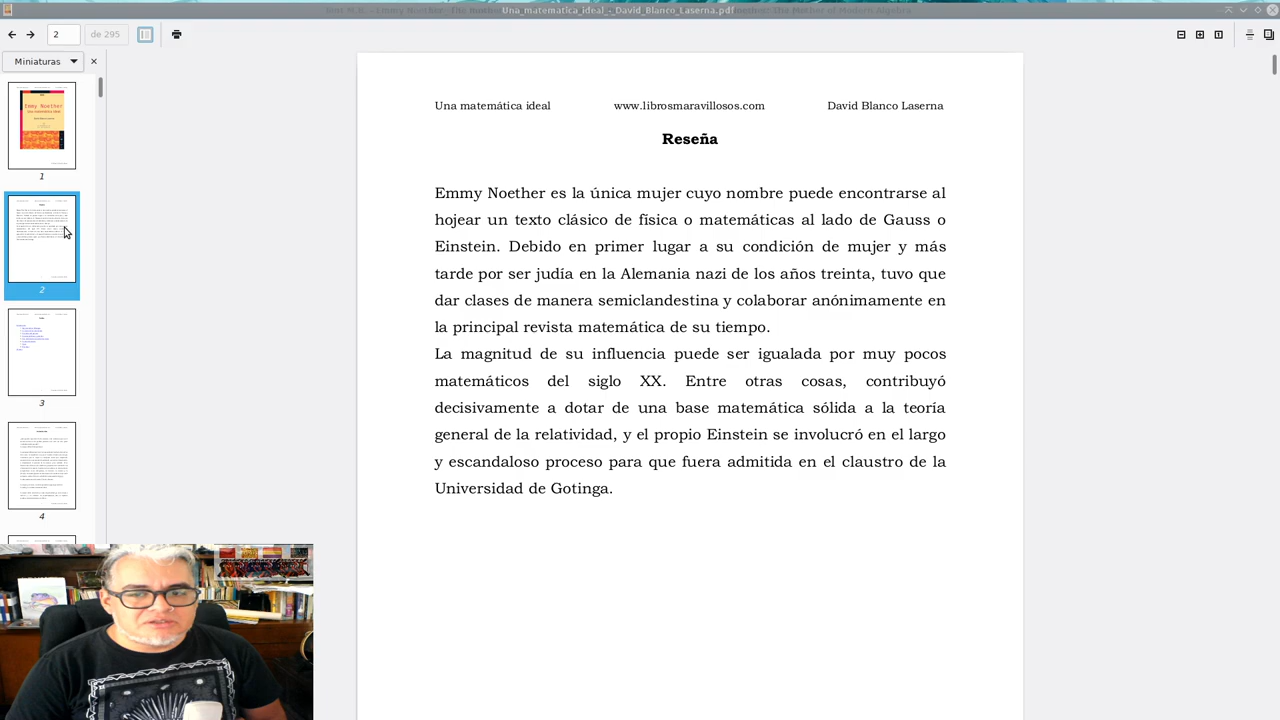 Una_matematica_ideal_-_David_Blanco_Laserna.pdf
2
de 295
Miniaturas
Emmy Noether
1
2
3
4
Una matemática ideal www.librosmaravillosos.com David Blanco Laserna
Reseña
Emmy Noether es la única mujer cuyo nombre puede encontrarse al
hojear un texto clásico de física o matemáticas al lado de Gauss o
Einstein. Debido en primer lugar a su condición de mujer y más
tarde por ser judía en la Alemania nazi de los años treinta, tuvo que
dar clases de manera semiclandestina y colaborar anónimamente en
la principal revista matemática de su tiempo.
La magnitud de su influencia puede ser igualada por muy pocos
matemáticos del siglo XX. Entre otras cosas, contribuyó
decisivamente a dotar de una base matemática sólida a la teoría
general de la relatividad, y el propio Einstein se involucró en el largo
y escandaloso proceso para que fuera admitida en el claustro de la
Universidad de Gotinga.